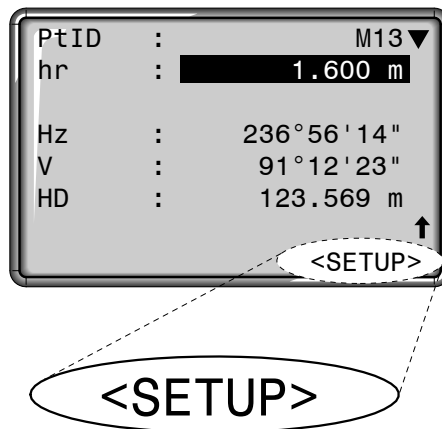 PtID : M13▼
hr : 1.600 m
Hz : 236°56'14"
V : 91°12'23"
HD : 123.569 m
<SETUP>
<SETUP>